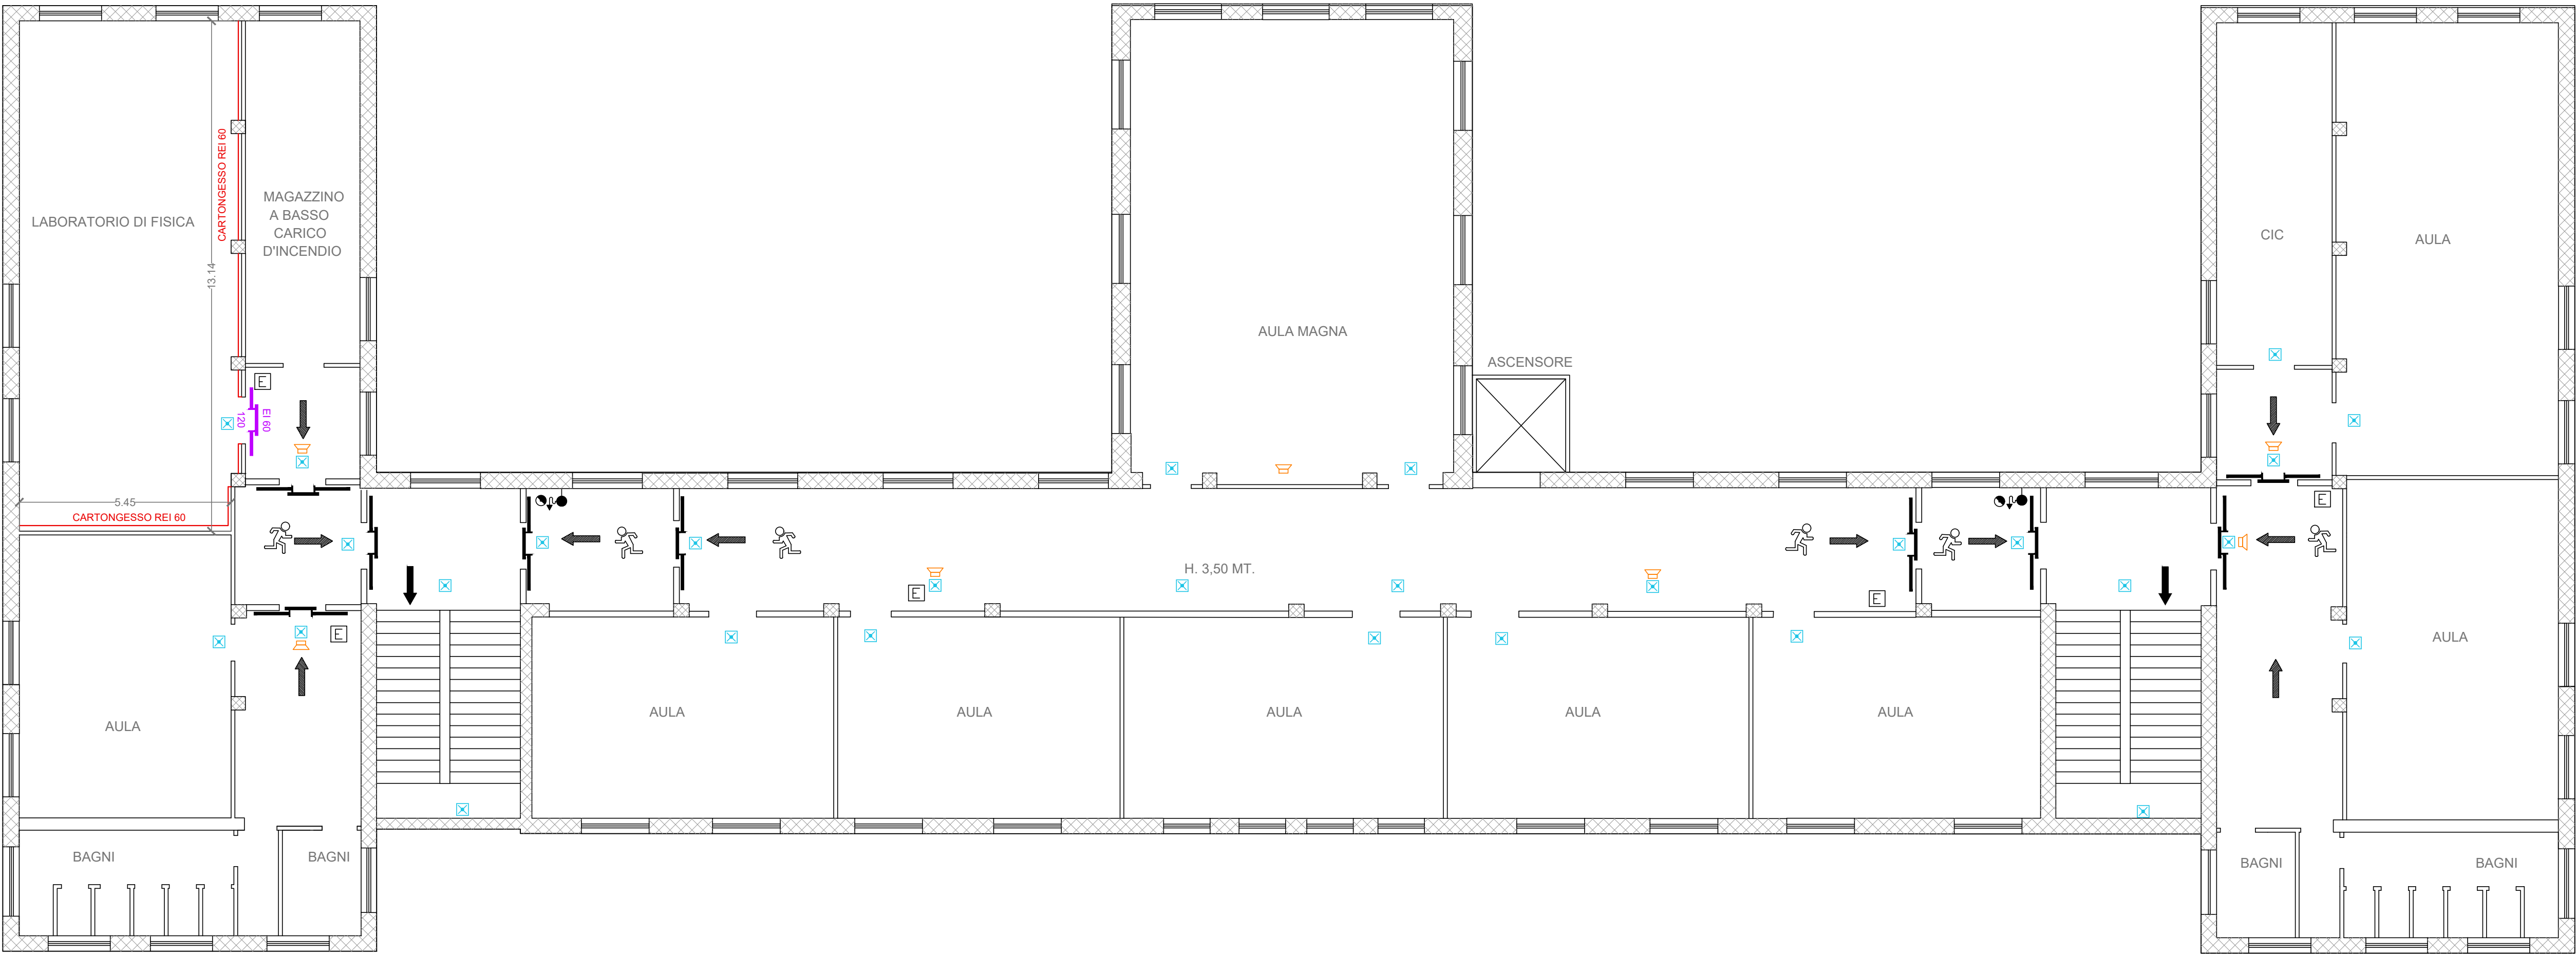 LABORATORIO DI FISICA
CARTONGESSO REI 60
13.14
MAGAZZINO
A BASSO
CARICO
D'INCENDIO
E
EI 60
120
5.45
CARTONGESSO REI 60
E
AULA
BAGNI
BAGNI
AULA MAGNA
ASCENSORE
H. 3,50 MT.
E
E
AULA
AULA
AULA
AULA
AULA
CIC
AULA
E
AULA
BAGNI
BAGNI